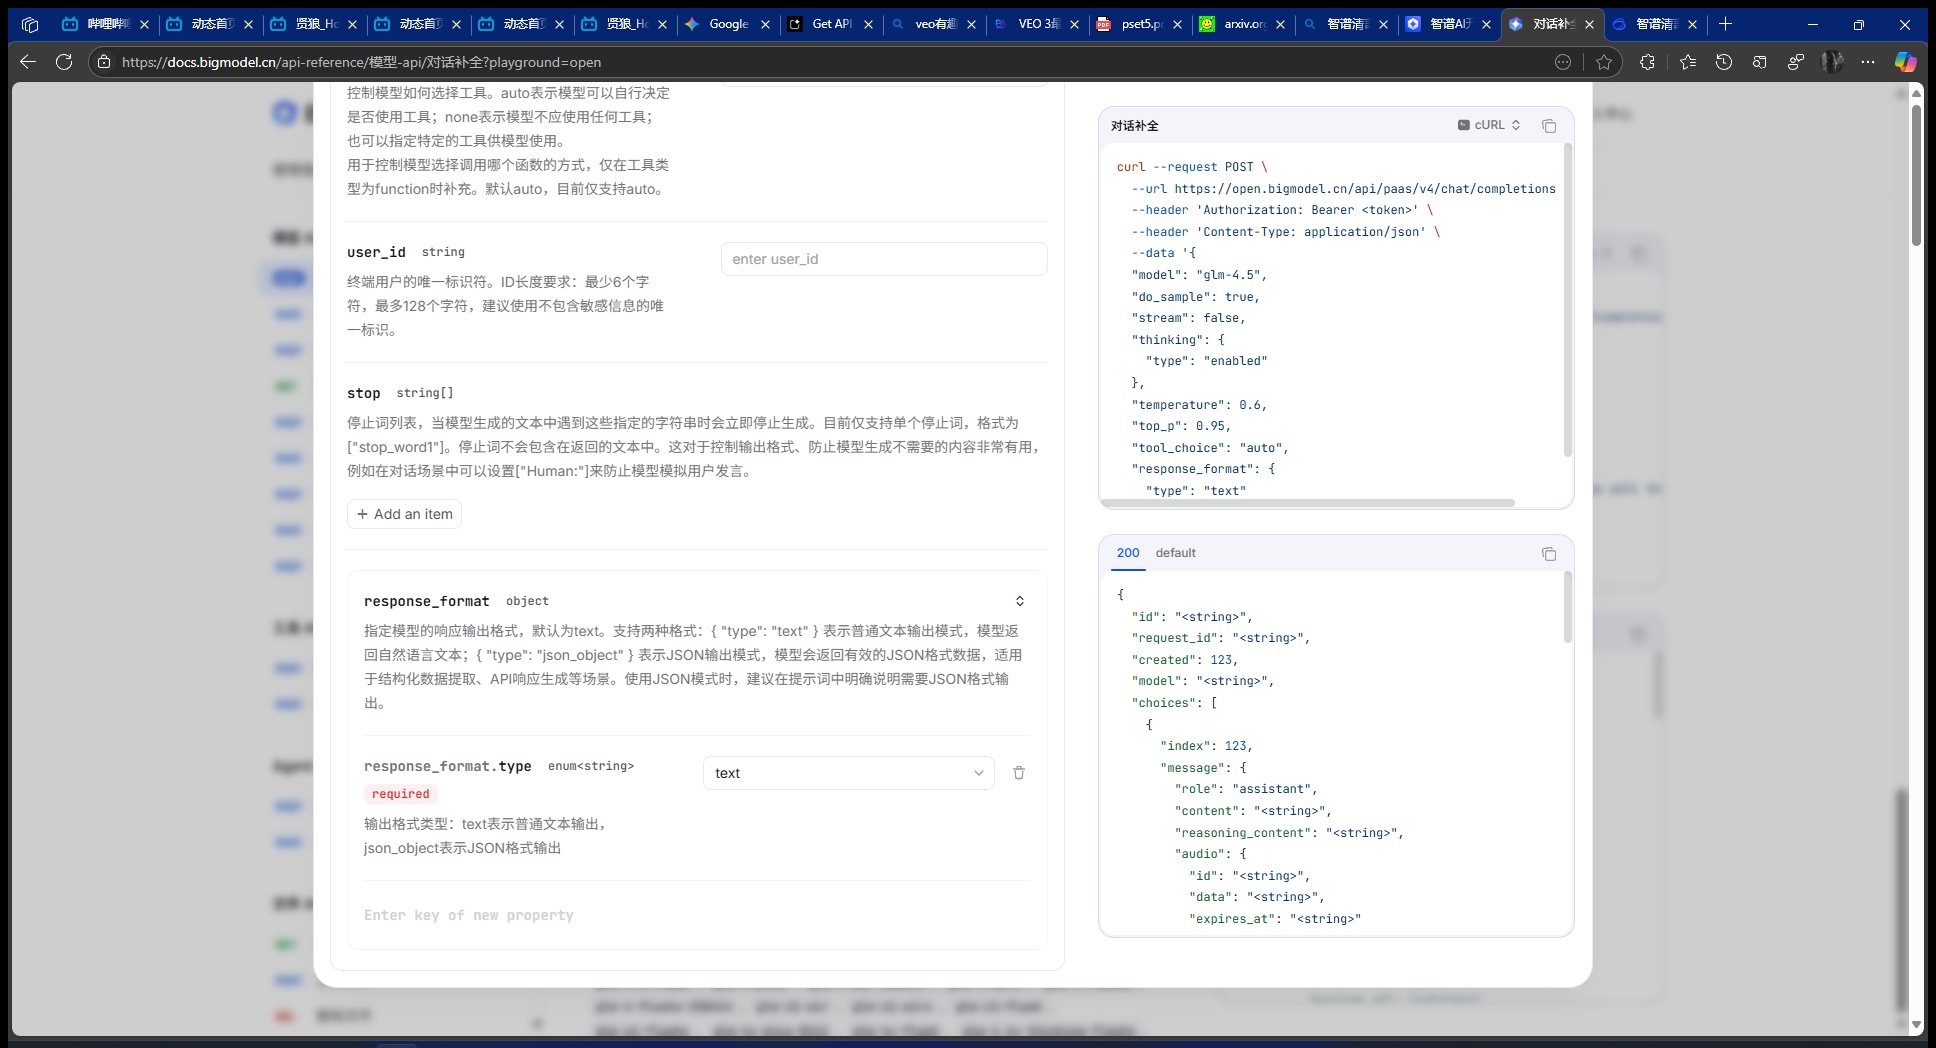 哔哩哔哩
动态首页
贤狼_Ho
动态首页
动态首页
贤狼_Ho
Google
Get API
VEO 3最
pset5.p
arxiv.or
智谱清
智谱AI开
对话补全
智谱清
https://docs.bigmodel.cn/api-reference/模型-api/对话补全?playground=open
控制模型如何选择工具。auto表示模型可以自行决定
是否使用工具；none表示模型不应使用任何工具；
也可以指定特定的工具供模型使用。
用于控制模型选择调用哪个函数的方式，仅在工具类
型为function时补充。默认auto，目前仅支持auto。
user_id string
enter user_id
终端用户的唯一标识符。ID长度要求：最少6个字
符，最多128个字符，建议使用不包含敏感信息的唯
一标识。
stop string[]
停止词列表，当模型生成的文本中遇到这些指定的字符串时会立即停止生成。目前仅支持单个停止词，格式为
["stop_word1"]。停止词不会包含在返回的文本中。这对于控制输出格式、防止模型生成不需要的内容非常有用，
例如在对话场景中可以设置["Human:"]来防止模型模拟用户发言。
+ Add an item
response_format object
指定模型的响应输出格式，默认为text。支持两种格式：{ "type": "text" } 表示普通文本输出模式，模型返
回自然语言文本；{ "type": "json_object" } 表示JSON输出模式，模型会返回有效的JSON格式数据，适用
于结构化数据提取、API响应生成等场景。使用JSON模式时，建议在提示词中明确说明需要JSON格式输
出。
response_format.type enum<string>
text
required
输出格式类型：text表示普通文本输出，
json_object表示JSON格式输出
Enter key of new property
对话补全
cURL
curl --request POST \
--url https://open.bigmodel.cn/api/paas/v4/chat/completions
--header 'Authorization: Bearer <token>' \
--header 'Content-Type: application/json' \
--data '{
"model": "glm-4.5",
"do_sample": true,
"stream": false,
"thinking": {
"type": "enabled"
},
"temperature": 0.6,
"top_p": 0.95,
"tool_choice": "auto",
"response_format": {
"type": "text"
200 default
{
"id": "<string>",
"request_id": "<string>",
"created": 123,
"model": "<string>",
"choices": [
{
"index": 123,
"message": {
"role": "assistant",
"content": "<string>",
"reasoning_content": "<string>",
"audio": {
"id": "<string>",
"data": "<string>",
"expires_at": "<string>"